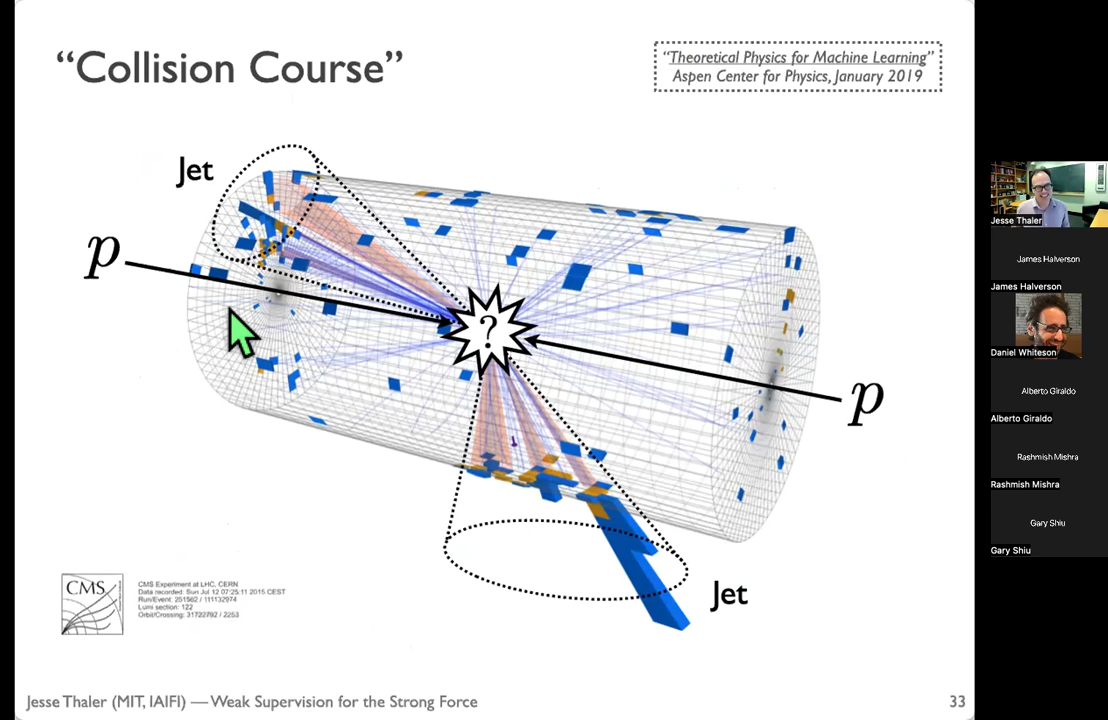 “Collision Course”
“Theoretical Physics for Machine Learning”
Aspen Center for Physics, January 2019
Jet
p
?
p
Jet
CMS
CMS Experiment at LHC, CERN
Data recorded: Sun Jul 12 07:25:11 2015 CEST
Run/Event: 251562 / 111132974
Lumi section: 122
Orbit/Crossing: 31722792 / 2253
Jesse Thaler (MIT, IAIFI) — Weak Supervision for the Strong Force
33
Jesse Thaler
James Halverson
James Halverson
Daniel Whiteson
Alberto Giraldo
Alberto Giraldo
Rashmish Mishra
Rashmish Mishra
Gary Shiu
Gary Shiu